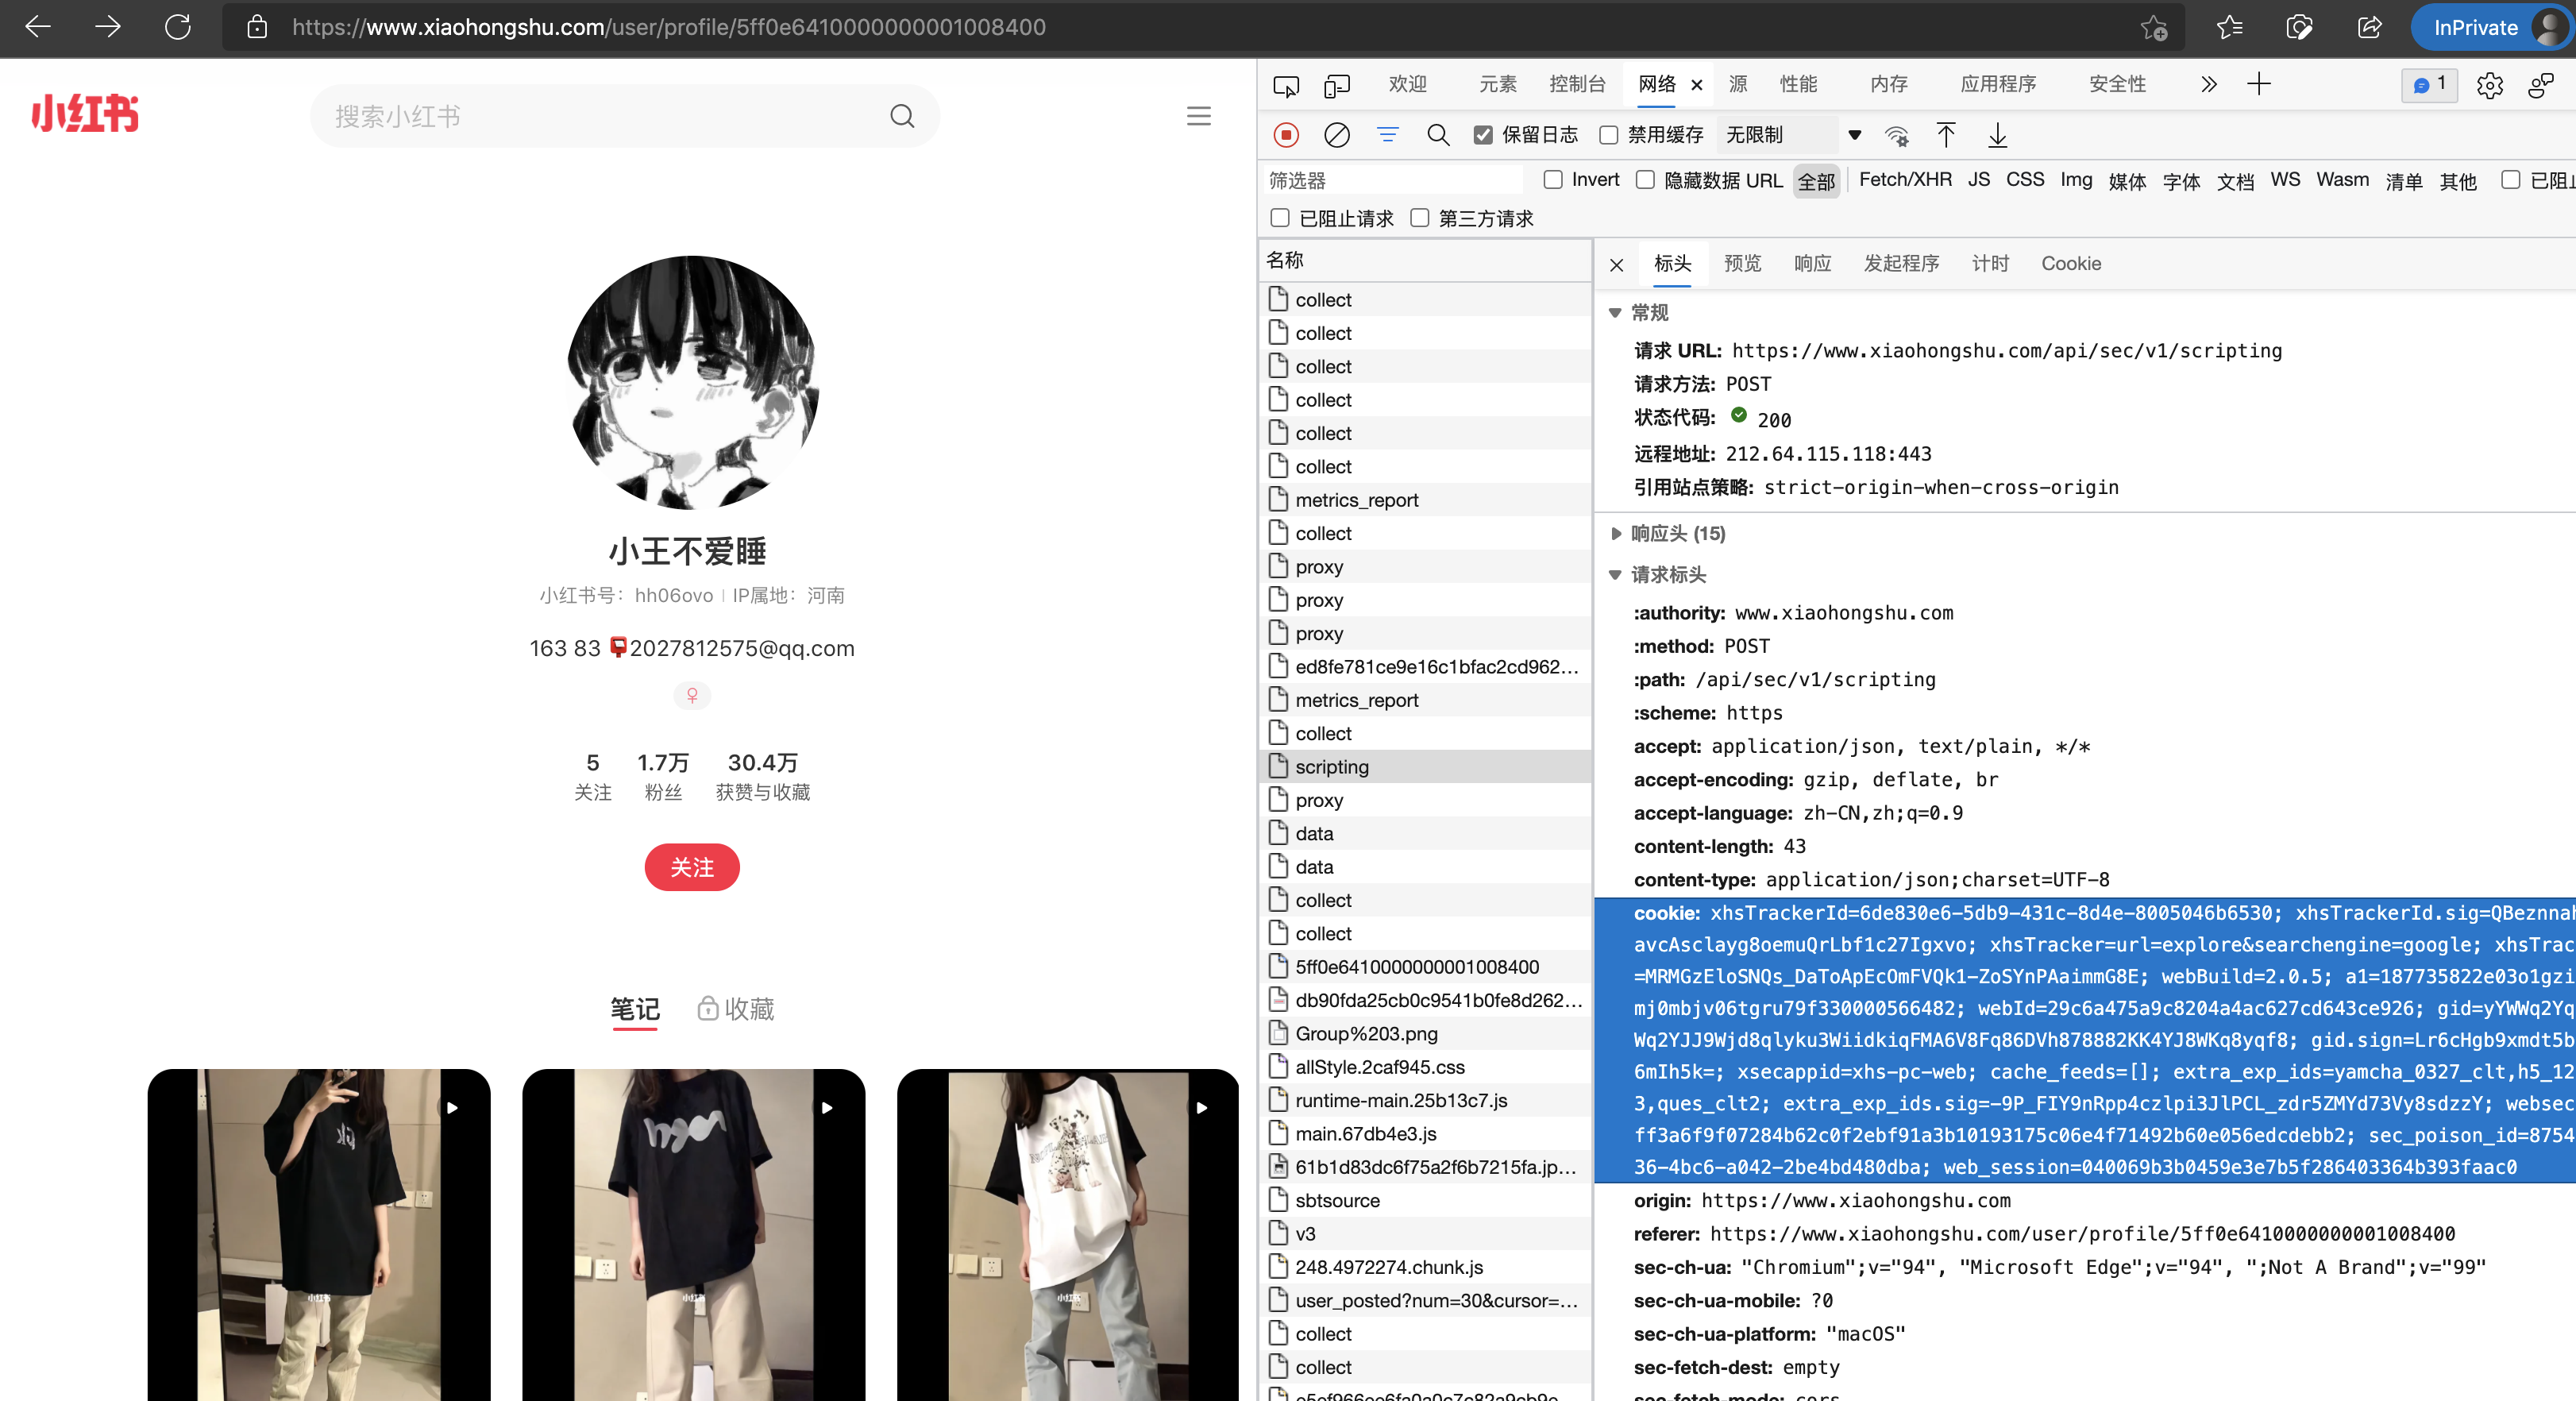 https://www.xiaohongshu.com/user/profile/5ff0e6410000000001008400
InPrivate
小红书
搜索小红书
小王不爱睡
小红书号：hh06ovo
IP属地：河南
163 83 📮2027812575@qq.com
♀
5 1.7万 30.4万
关注 粉丝 获赞与收藏
关注
笔记 收藏
小红书
小红书
小红书
欢迎 元素 控制台 网络 源 性能 内存 应用程序 安全性 1
保留日志 禁用缓存 无限制
筛选器 Invert 隐藏数据 URL 全部 Fetch/XHR JS CSS Img 媒体 字体 文档 WS Wasm 清单 其他
已阻止请求 第三方请求
名称
collect
collect
collect
collect
collect
collect
metrics_report
collect
proxy
proxy
proxy
ed8fe781ce9e16c1bfac2cd962...
metrics_report
collect
scripting
proxy
data
data
collect
collect
5ff0e6410000000001008400
db90fda25cb0c9541b0fe8d262...
Group%203.png
allStyle.2caf945.css
runtime-main.25b13c7.js
main.67db4e3.js
61b1d83dc6f75a2f6b7215fa.jp...
sbtsource
v3
248.4972274.chunk.js
user_posted?num=30&cursor=...
collect
collect
标头 预览 响应 发起程序 计时 Cookie
常规
请求 URL: https://www.xiaohongshu.com/api/sec/v1/scripting
请求方法: POST
状态代码: 200
远程地址: 212.64.115.118:443
引用站点策略: strict-origin-when-cross-origin
响应头 (15)
请求标头
:authority: www.xiaohongshu.com
:method: POST
:path: /api/sec/v1/scripting
:scheme: https
accept: application/json, text/plain, */*
accept-encoding: gzip, deflate, br
accept-language: zh-CN,zh;q=0.9
content-length: 43
content-type: application/json;charset=UTF-8
cookie: xhsTrackerId=6de830e6-5db9-431c-8d4e-8005046b6530; xhsTrackerId.sig=QBeznnah
avcAsclayg8oemuQrLbf1c27Igxvo; xhsTracker=url=explore&searchengine=google; xhsTrac
=MRMGzEloSNQs_DaToApEcOmFVQk1-ZoSYnPAaimmG8E; webBuild=2.0.5; a1=187735822e03o1gzi
mj0mbjv06tgru79f330000566482; webId=29c6a475a9c8204a4ac627cd643ce926; gid=yYWWq2Yq
Wq2YJJ9Wjd8qlyku3WiidkiqFMA6V8Fq86DVh878882KK4YJ8WKq8yqf8; gid.sign=Lr6cHgb9xmdt5b
6mIh5k=; xsecappid=xhs-pc-web; cache_feeds=[]; extra_exp_ids=yamcha_0327_clt,h5_12
3,ques_clt2; extra_exp_ids.sig=-9P_FIY9nRpp4czlpi3JlPCL_zdr5ZMYd73Vy8sdzzY; websec
ff3a6f9f07284b62c0f2ebf91a3b10193175c06e4f71492b60e056edcdebb2; sec_poison_id=8754
36-4bc6-a042-2be4bd480dba; web_session=040069b3b0459e3e7b5f286403364b393faac0
origin: https://www.xiaohongshu.com
referer: https://www.xiaohongshu.com/user/profile/5ff0e6410000000001008400
sec-ch-ua: "Chromium";v="94", "Microsoft Edge";v="94", ";Not A Brand";v="99"
sec-ch-ua-mobile: ?0
sec-ch-ua-platform: "macOS"
sec-fetch-dest: empty